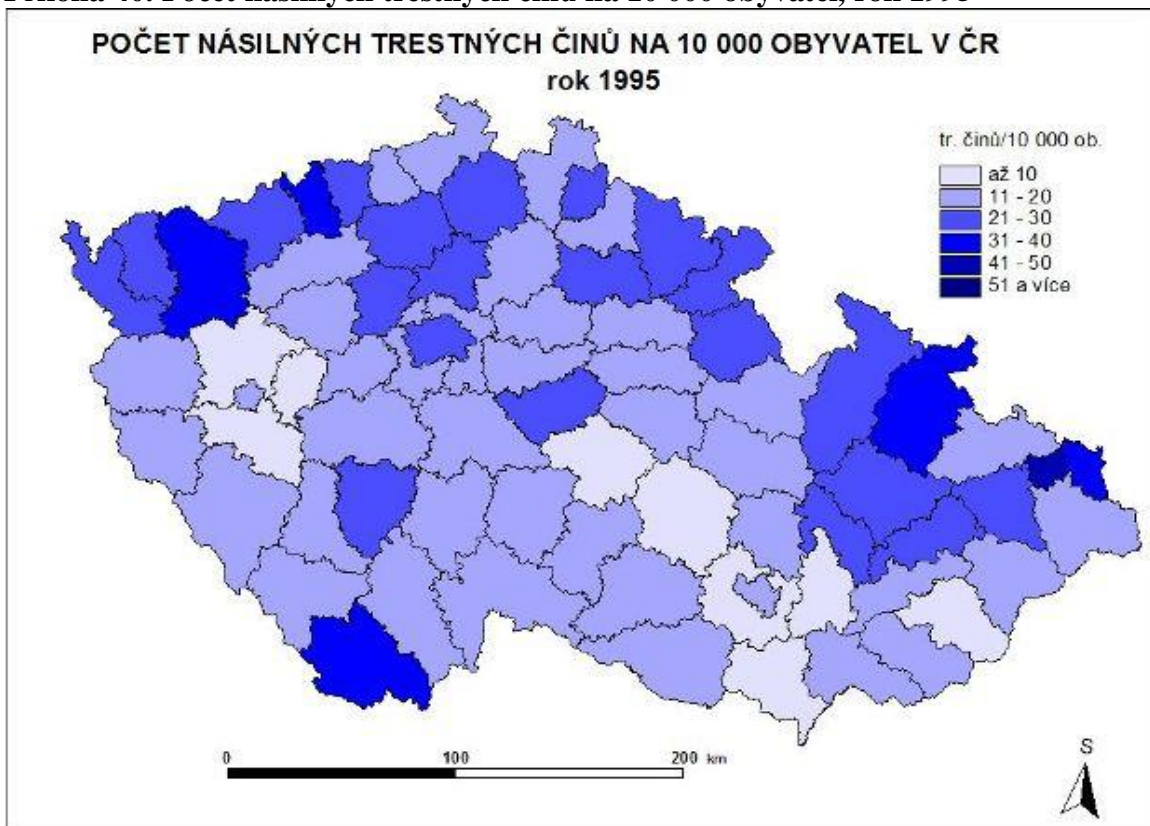 POČET NÁSILNÝCH TRESTNÝCH ČINŮ NA 10 000 OBYVATEL V ČR
rok 1995
tr. činů/10 000 ob.
až 10
11 - 20
21 - 30
31 - 40
41 - 50
51 a více
0 100 200 km
S